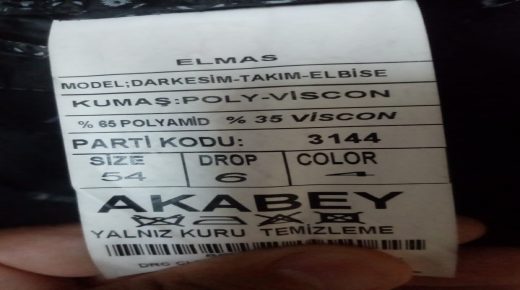 ELMAS
MODEL;DARKESİM-TAKIM-ELBİSE
KUMAŞ:POLY-VİSCON
% 65 POLYAMİD % 35 VİSCON
PARTİ KODU: 3144
SIZE DROP COLOR
54 6 4
AKABEY
YALNIZ KURU TEMİZLEME